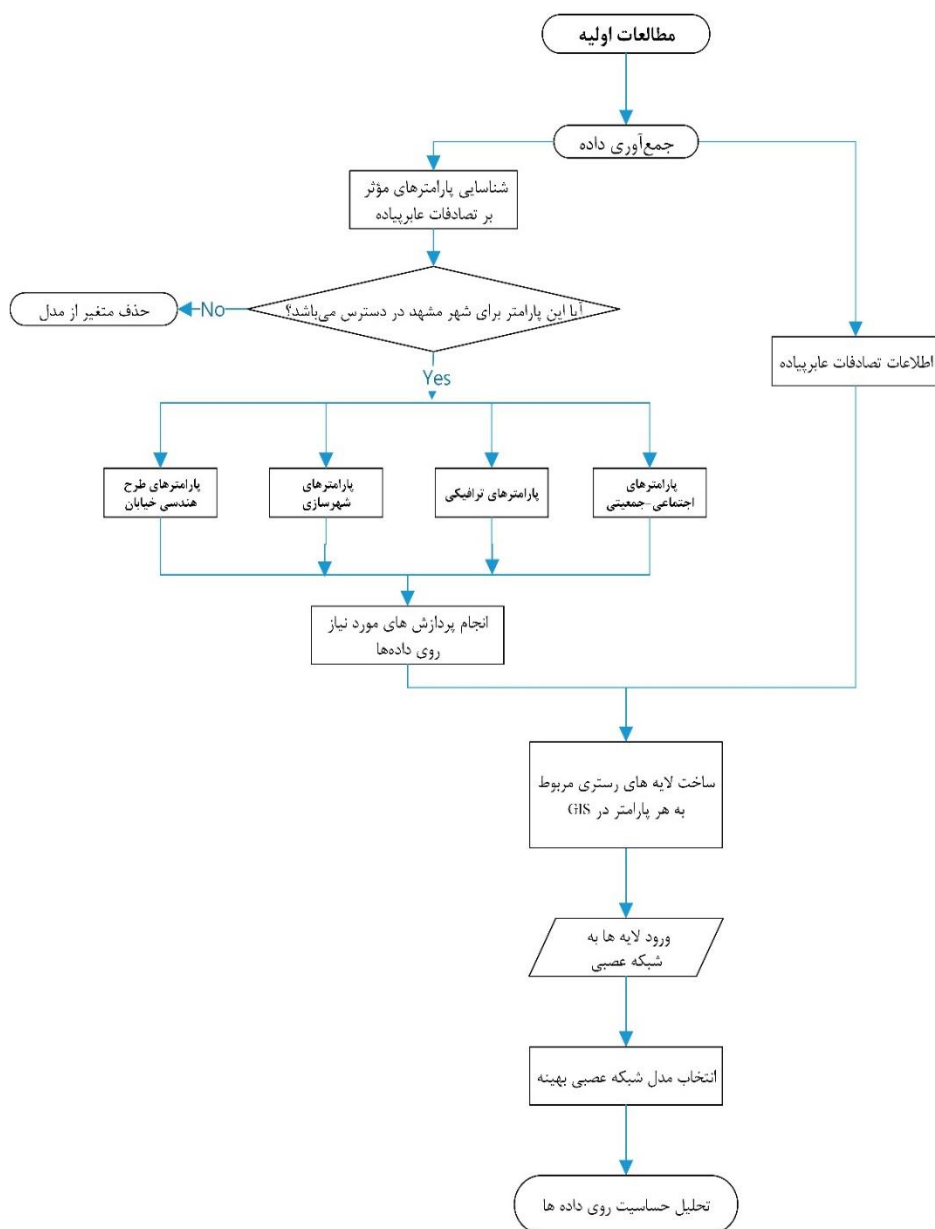 مطالعات اولیه
جمع‌آوری داده
شناسایی پارامترهای مؤثر
بر تصادفات عابرپیاده
آیا این پارامتر برای شهر مشهد در دسترس می‌باشد؟
No
حذف متغیر از مدل
Yes
اطلاعات تصادفات عابرپیاده
پارامترهای
اجتماعی-جمعیتی
پارامترهای ترافیکی
پارامترهای
شهرسازی
پارامترهای طرح
هندسی خیابان
انجام پردازش های مورد نیاز
روی داده‌ها
ساخت لایه های رستری مربوط
به هر پارامتر در GIS
ورود لایه ها به
شبکه عصبی
انتخاب مدل شبکه عصبی بهینه
تحلیل حساسیت روی داده ها